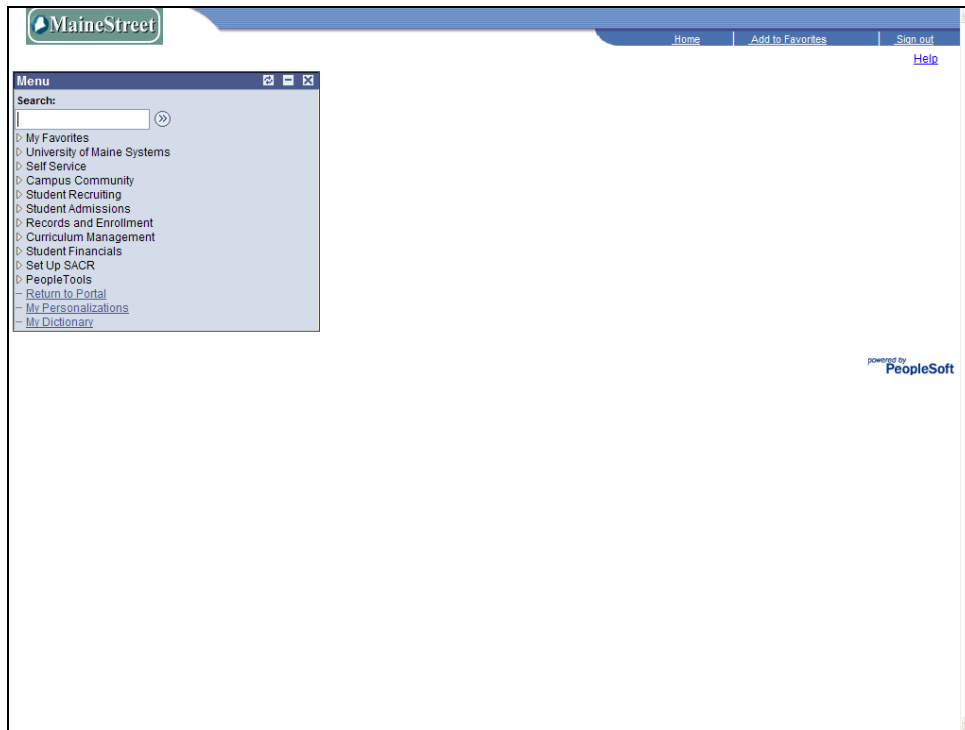 MaineStreet
Home Add to Favorites Sign out
Help
Menu
Search:
My Favorites
University of Maine Systems
Self Service
Campus Community
Student Recruiting
Student Admissions
Records and Enrollment
Curriculum Management
Student Financials
Set Up SACR
PeopleTools
Return to Portal
My Personalizations
My Dictionary
powered by
PeopleSoft